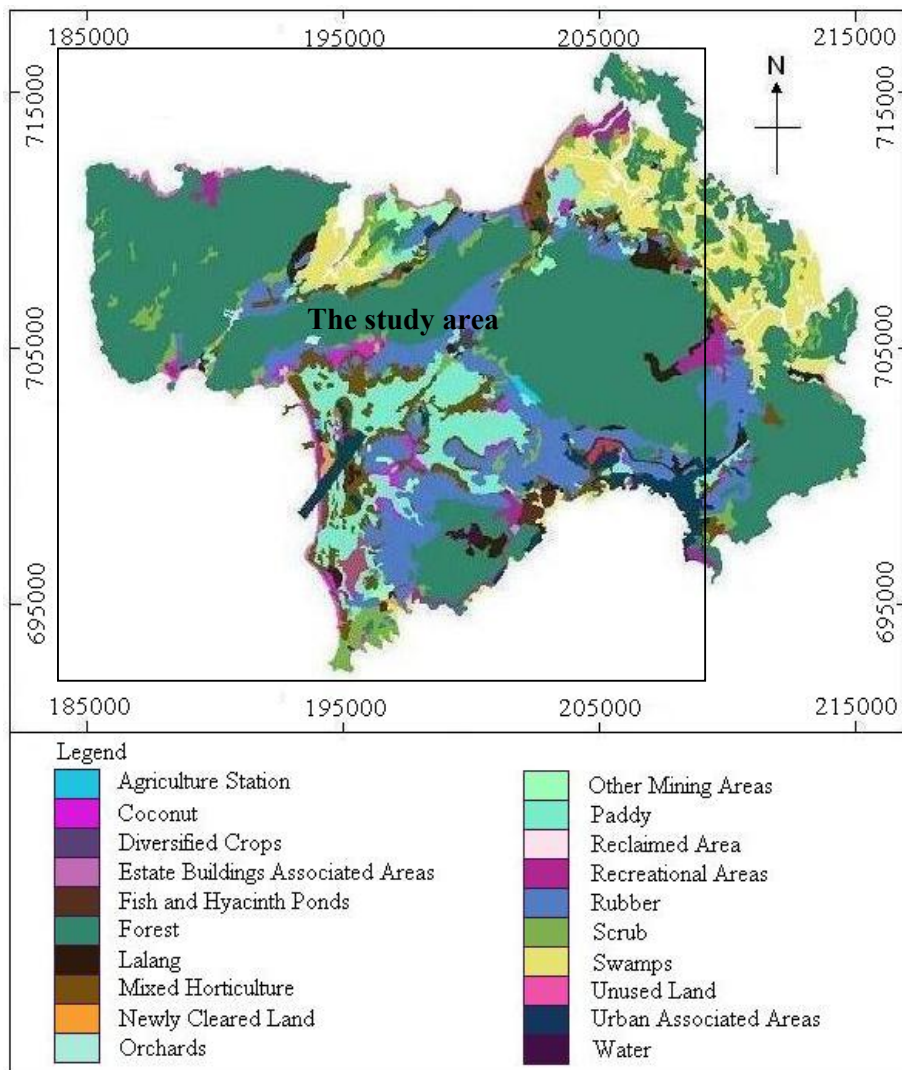 185000 195000 205000 215000
N
715000 715000
The study area
705000 705000
695000 695000
185000 195000 205000 215000
Legend
Agriculture Station
Coconut
Diversified Crops
Estate Buildings Associated Areas
Fish and Hyacinth Ponds
Forest
Lalang
Mixed Horticulture
Newly Cleared Land
Orchards
Other Mining Areas
Paddy
Reclaimed Area
Recreational Areas
Rubber
Scrub
Swamps
Unused Land
Urban Associated Areas
Water